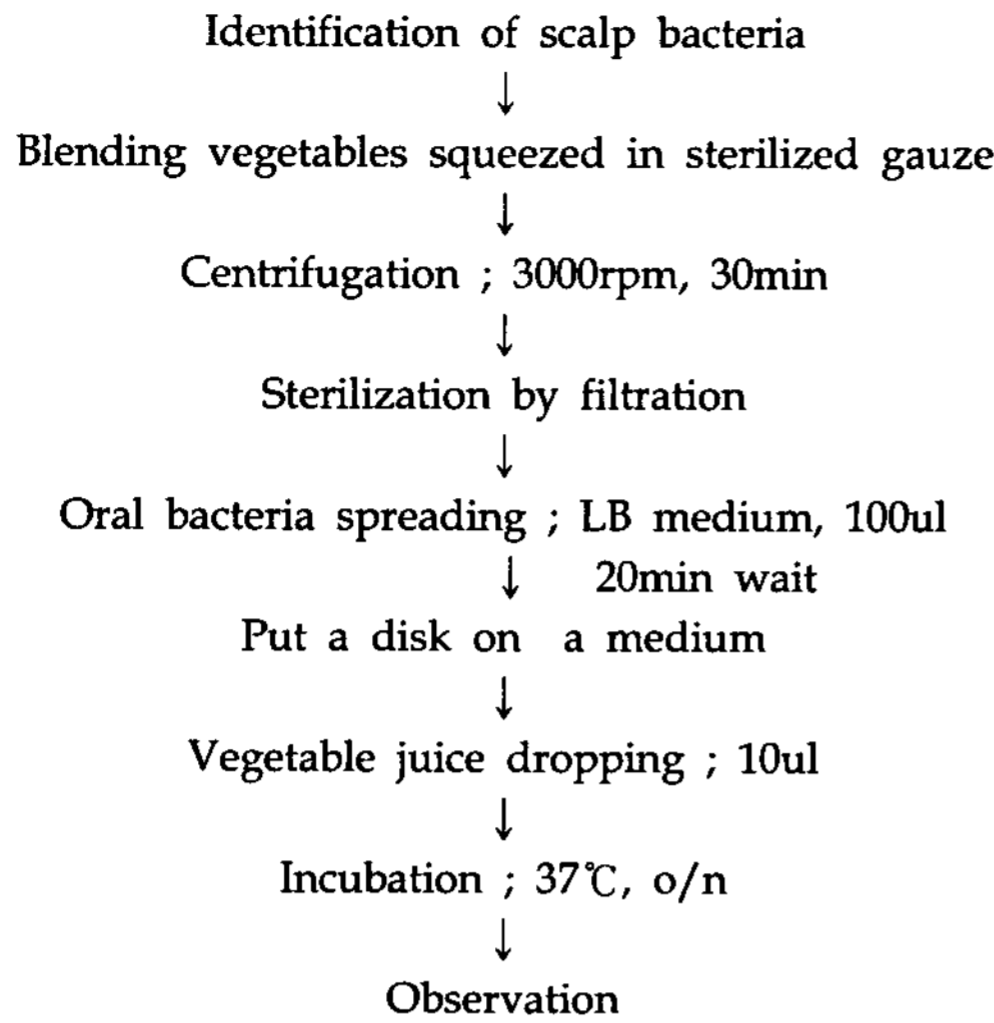 Identification of scalp bacteria
↓
Blending vegetables squeezed in sterilized gauze
↓
Centrifugation ; 3000rpm, 30min
↓
Sterilization by filtration
↓
Oral bacteria spreading ; LB medium, 100ul
↓ 20min wait
Put a disk on a medium
↓
Vegetable juice dropping ; 10ul
↓
Incubation ; 37℃, o/n
↓
Observation